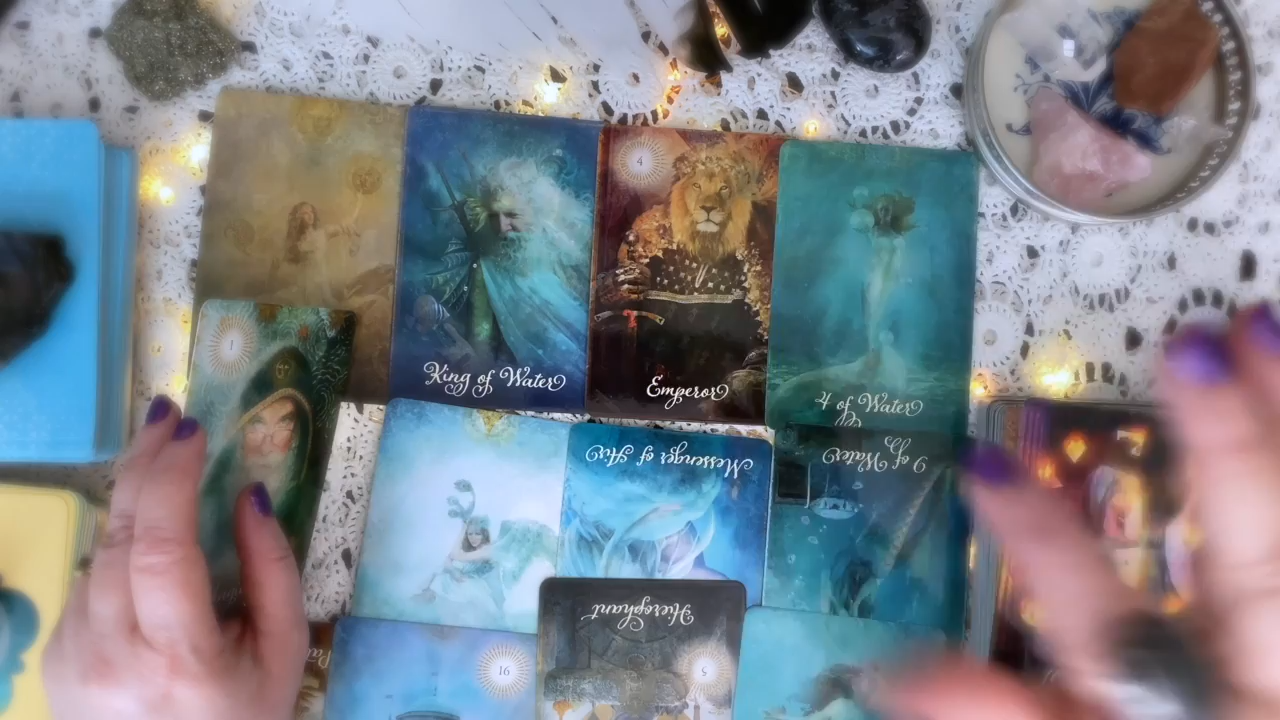 4
King of Water
Emperor
4 of Water
1
Messenger of Air
9 of Water
Hierophant
16
5